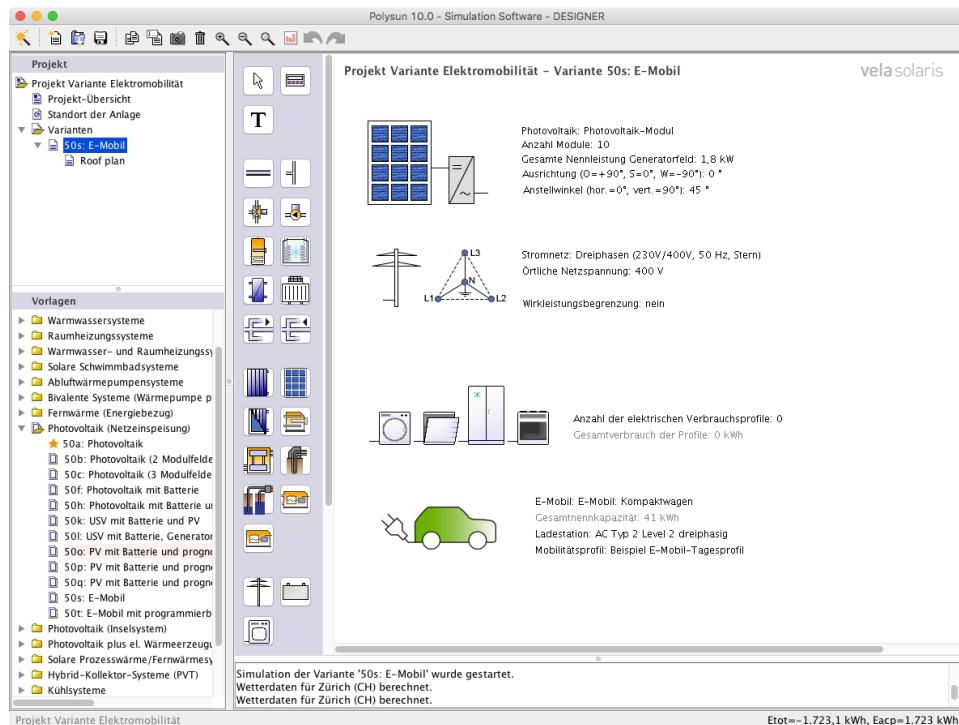 Polysun 10.0 - Simulation Software - DESIGNER
Projekt
Projekt Variante Elektromobilität
Projekt-Übersicht
Standort der Anlage
Varianten
50s: E-Mobil
Roof plan
Vorlagen
Warmwassersysteme
Raumheizungssysteme
Warmwasser- und Raumheizungssy
Solare Schwimmbadsysteme
Abluftwärmepumpensysteme
Bivalente Systeme (Wärmepumpe p
Fernwärme (Energiebezug)
Photovoltaik (Netzeinspeisung)
50a: Photovoltaik
50b: Photovoltaik (2 Modulfelde
50c: Photovoltaik (3 Modulfelde
50f: Photovoltaik mit Batterie
50h: Photovoltaik mit Batterie u
50k: USV mit Batterie und PV
50l: USV mit Batterie, Generator
50o: PV mit Batterie und progno
50p: PV mit Batterie und progno
50q: PV mit Batterie und progno
50s: E-Mobil
50t: E-Mobil mit programmierb
Photovoltaik (Inselsystem)
Photovoltaik plus el. Wärmeerzeugu
Solare Prozesswärme/Fernwärmesy
Hybrid-Kollektor-Systeme (PVT)
Kühlsysteme
T
Projekt Variante Elektromobilität - Variante 50s: E-Mobil
vela solaris
Photovoltaik: Photovoltaik-Modul
Anzahl Module: 10
Gesamte Nennleistung Generatorfeld: 1,8 kW
Ausrichtung (O=+90°, S=0°, W=-90°): 0 °
Anstellwinkel (hor.=0°, vert.=90°): 45 °
L3
N
L1
L2
Stromnetz: Dreiphasen (230V/400V, 50 Hz, Stern)
Örtliche Netzspannung: 400 V
Wirkleistungsbegrenzung: nein
Anzahl der elektrischen Verbrauchsprofile: 0
Gesamtverbrauch der Profile: 0 kWh
E-Mobil: E-Mobil: Kompaktwagen
Gesamtnennkapazität: 41 kWh
Ladestation: AC Typ 2 Level 2 dreiphasig
Mobilitätsprofil: Beispiel E-Mobil-Tagesprofil
Simulation der Variante '50s: E-Mobil' wurde gestartet.
Wetterdaten für Zürich (CH) berechnet.
Wetterdaten für Zürich (CH) berechnet.
Projekt Variante Elektromobilität
Etot=-1.723,1 kWh, Eacp=1.723 kWh